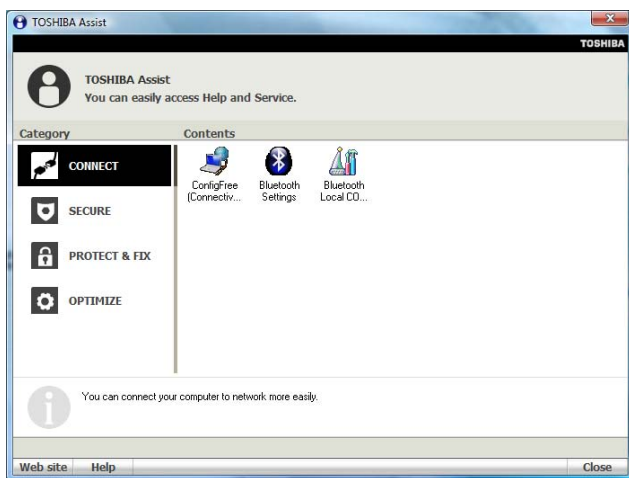 TOSHIBA Assist
TOSHIBA
TOSHIBA Assist
You can easily access Help and Service.
Category
Contents
CONNECT
SECURE
PROTECT & FIX
OPTIMIZE
ConfigFree
(Connectiv...
Bluetooth
Settings
Bluetooth
Local CO...
You can connect your computer to network more easily.
Web site
Help
Close